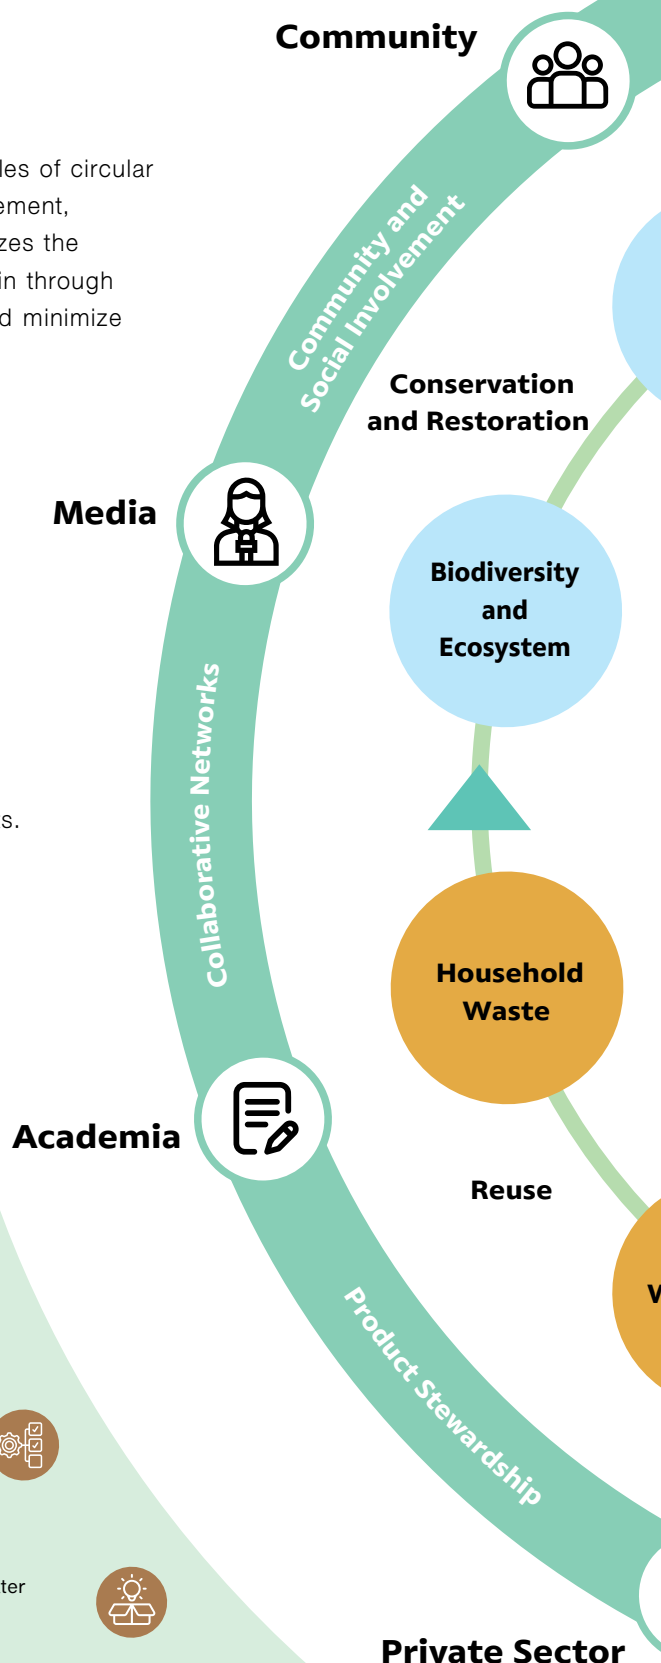 Community
les of circular
ement,
zes the
in through
d minimize
Community and
Social Involvement
Conservation
and Restoration
Media
Biodiversity
and
Ecosystem
Collaborative Networks
s.
Household
Waste
Academia
Reuse
W
Product Stewardship
ter
Private Sector